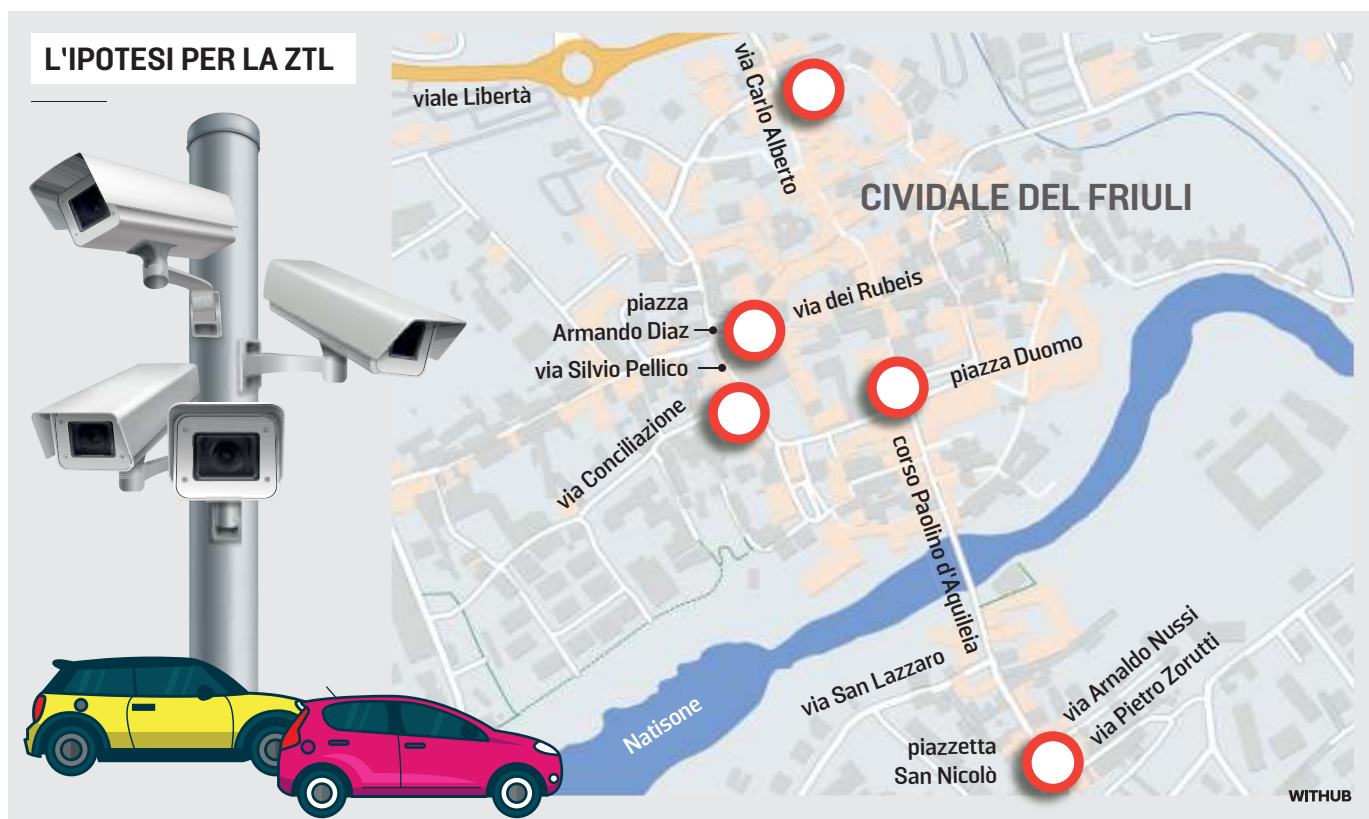 L'IPOTESI PER LA ZTL
viale Libertà
via Carlo Alberto
CIVIDALE DEL FRIULI
piazza
Armando Diaz
via dei Rubeis
via Silvio Pellico
piazza Duomo
via Conciliazione
corso Paolino d'Aquileia
via San Lazzaro
via Arnaldo Nussi
via Pietro Zorutti
Natisone
piazzetta
San Nicolò
WITHUB